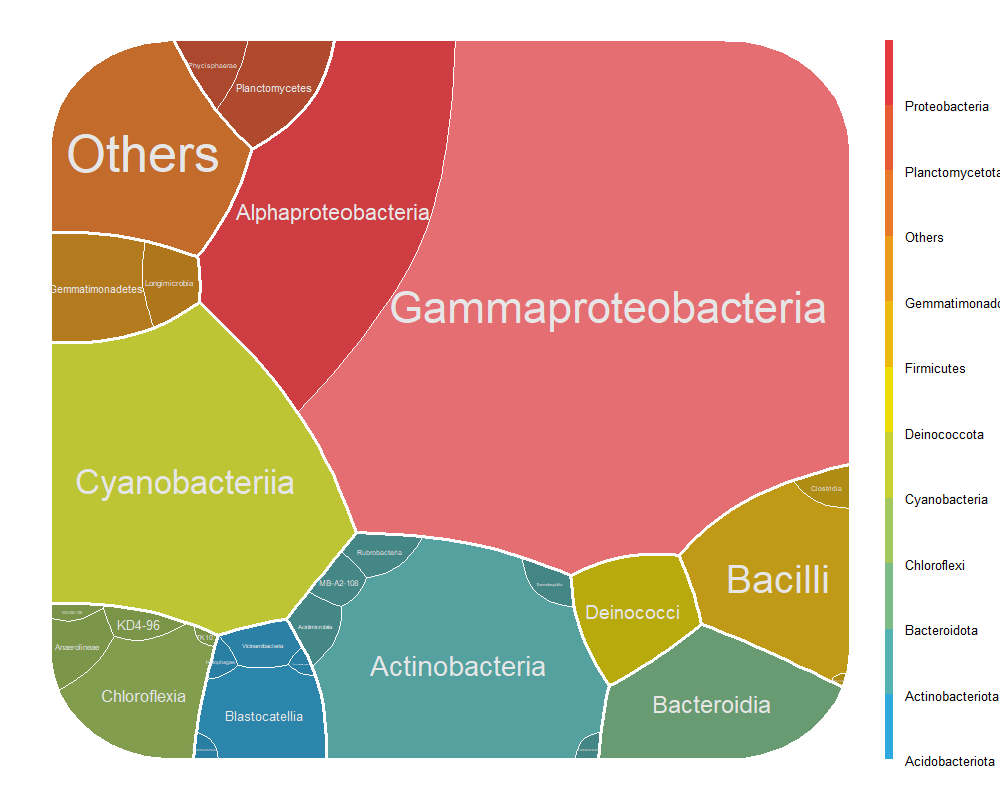 Phycisphaerae
Planctomycetes
Others
Alphaproteobacteria
Gemmatimonadetes
Longimicrobia
Gammaproteobacteria
Cyanobacteriia
Clostridia
Bacilli
Rubrobacteria
MB-A2-108
Deinococci
KD4-96
Acidimicrobiia
TK10
Anaerolineae
Vicinamibacteria
Actinobacteria
Chloroflexia
Bacteroidia
Blastocatellia
Proteobacteria
Planctomycetota
Others
Gemmatimonado
Firmicutes
Deinococcota
Cyanobacteria
Chloroflexi
Bacteroidota
Actinobacteriota
Acidobacteriota